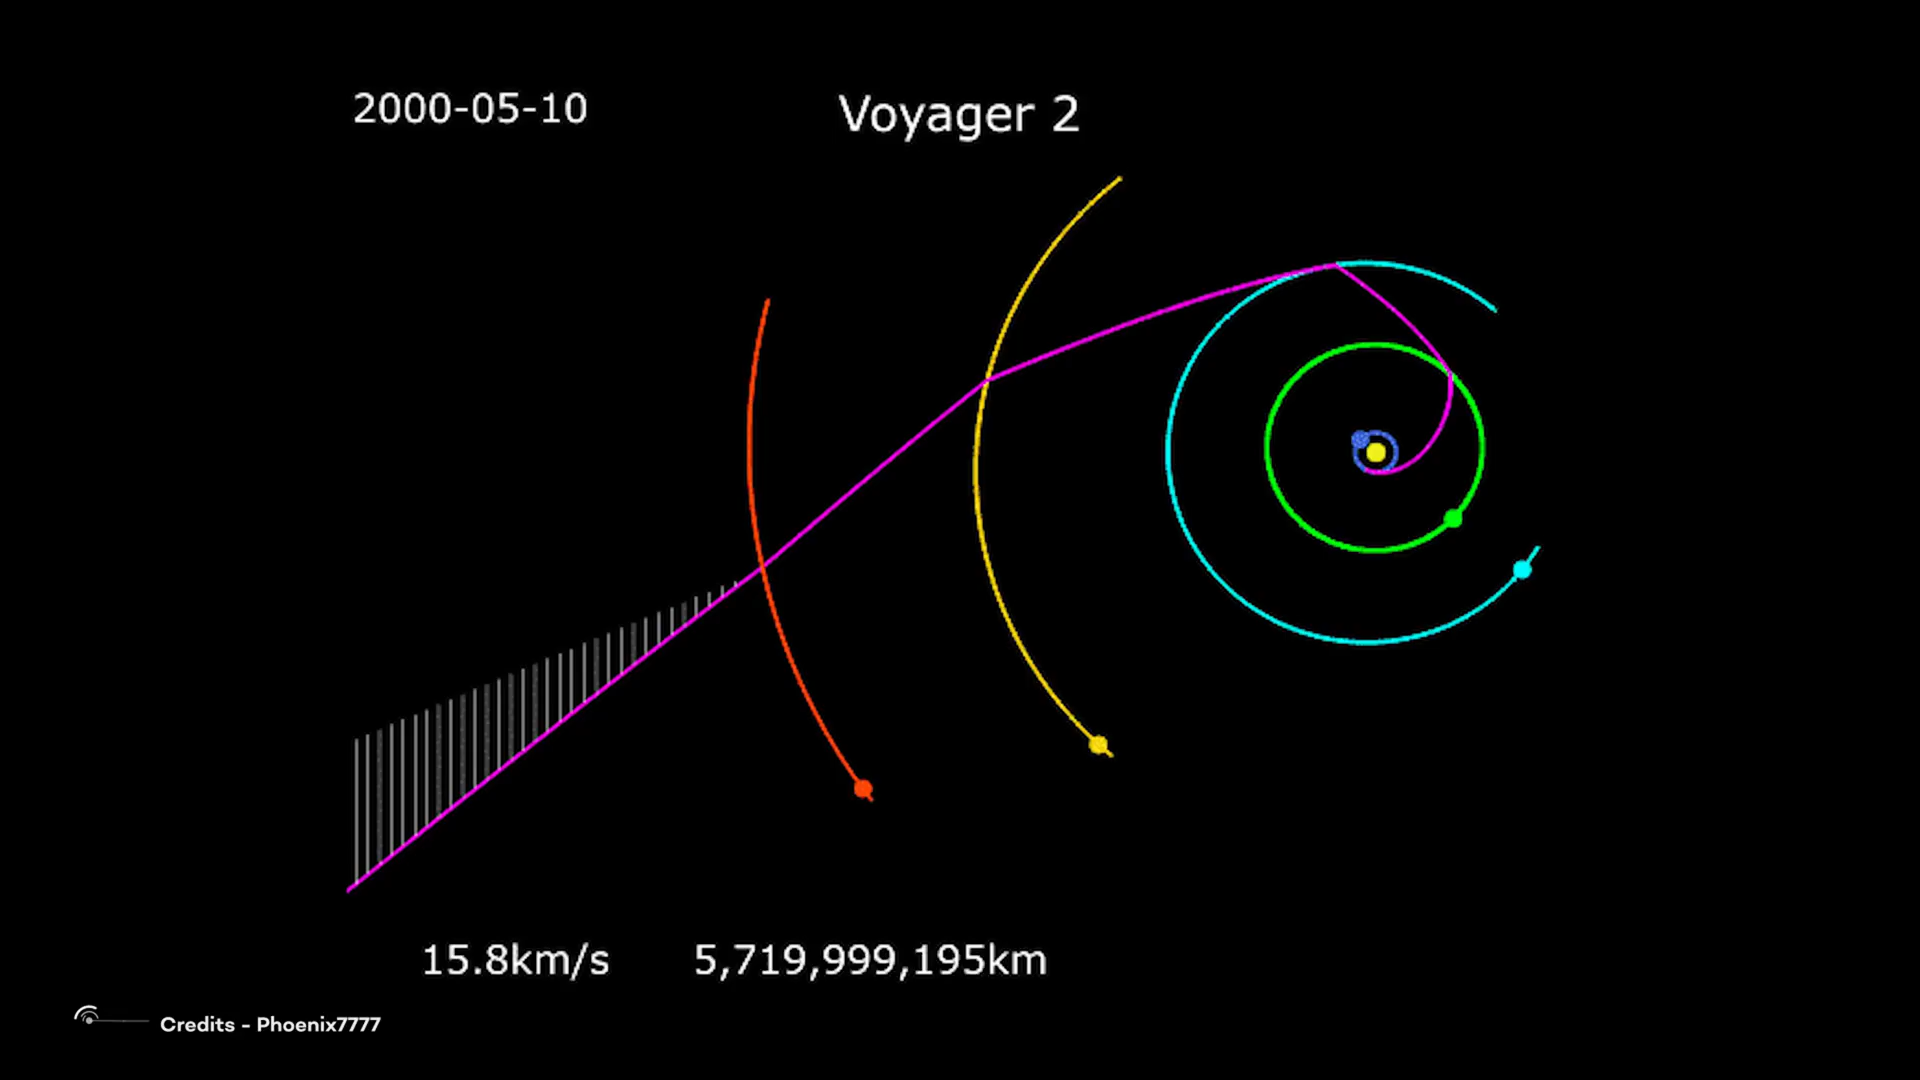 2000-05-10
Voyager 2
15.8km/s
5,719,999,195km
Credits - Phoenix7777